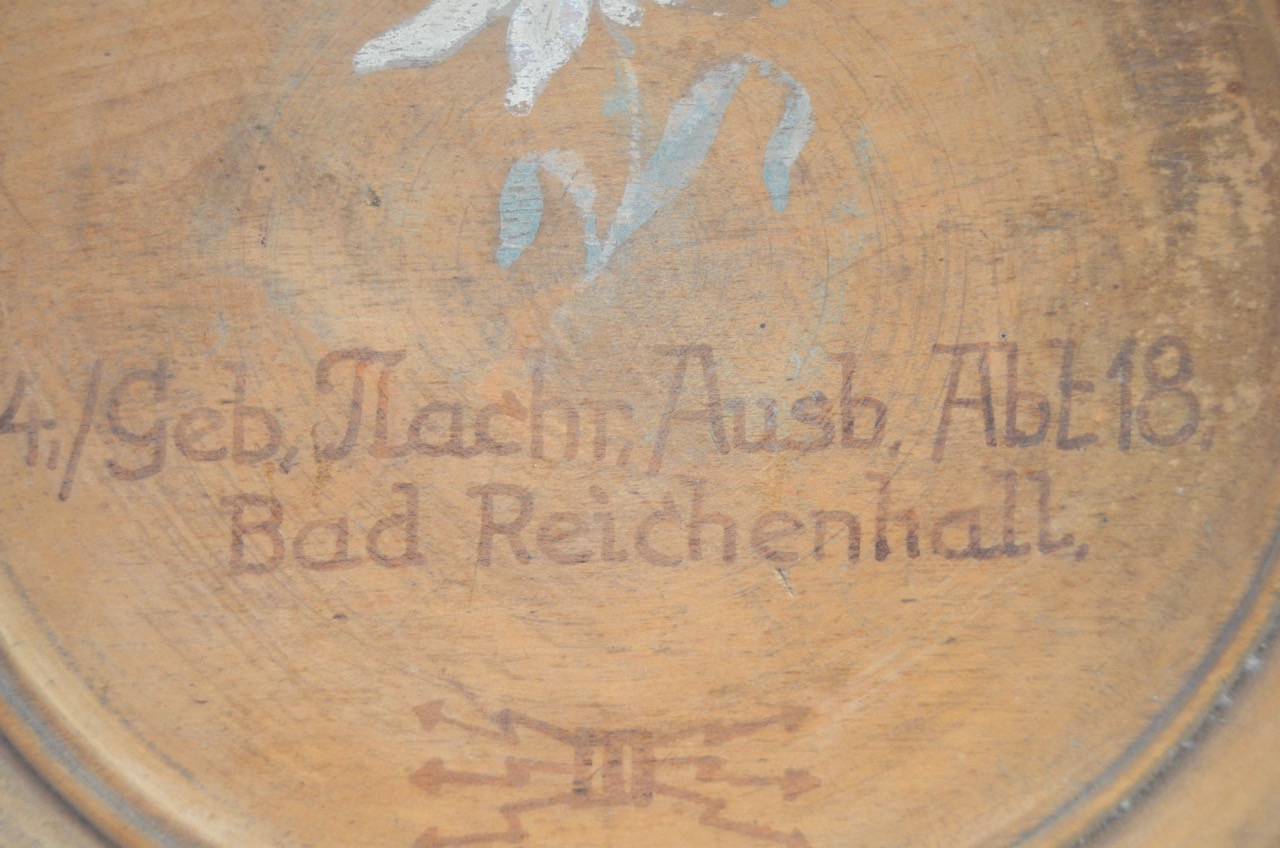 4./Geb. Nachr. Ausb. Abt 18.
Bad Reichenhall.